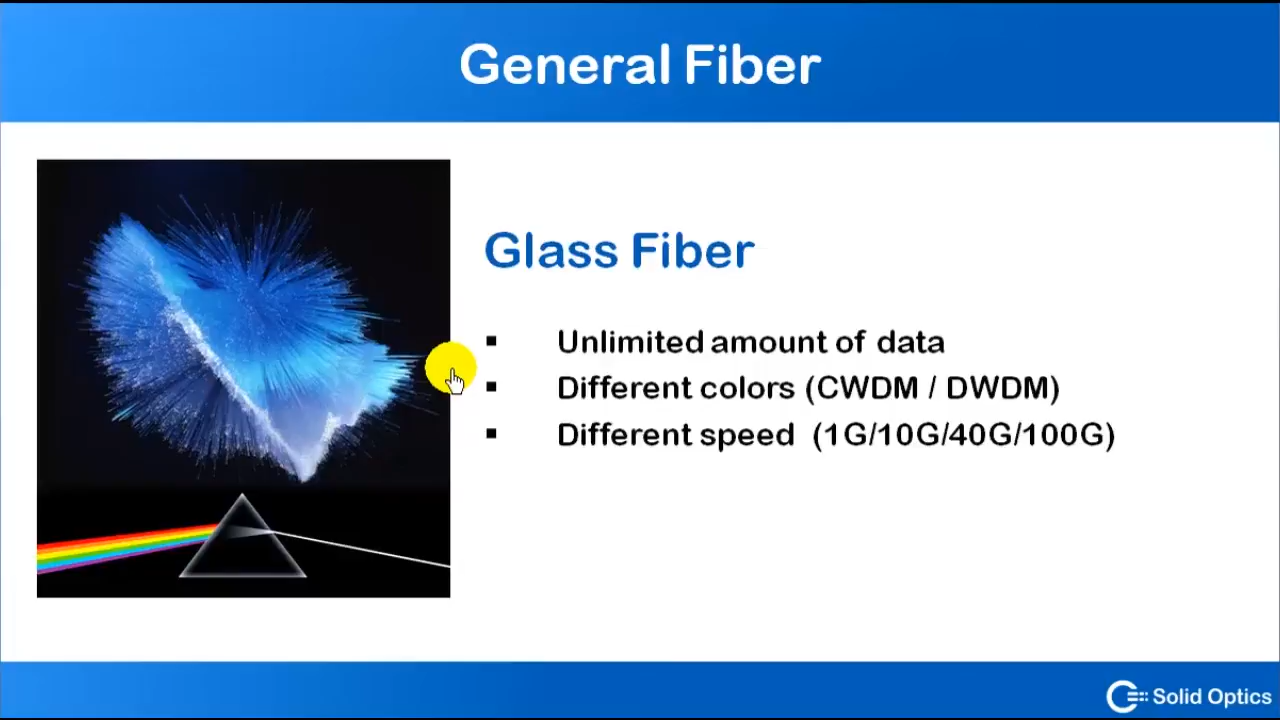 General Fiber
Glass Fiber
▪ Unlimited amount of data
▪ Different colors (CWDM / DWDM)
▪ Different speed (1G/10G/40G/100G)
Solid Optics